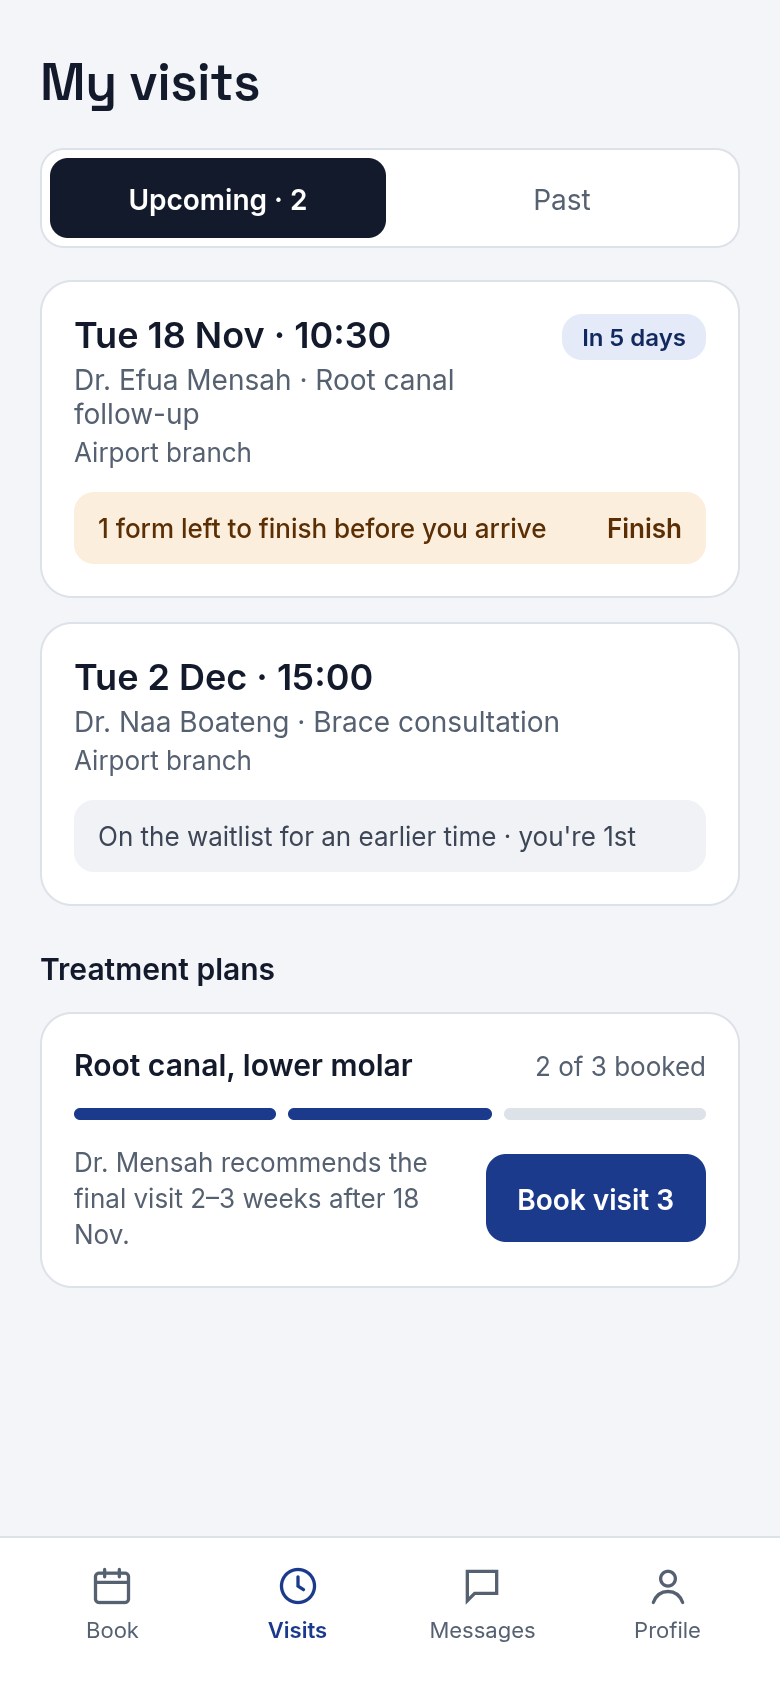 My visits
Upcoming · 2
Past
Tue 18 Nov · 10:30
In 5 days
Dr. Efua Mensah · Root canal
follow-up
Airport branch
1 form left to finish before you arrive
Finish
Tue 2 Dec · 15:00
Dr. Naa Boateng · Brace consultation
Airport branch
On the waitlist for an earlier time · you're 1st
Treatment plans
Root canal, lower molar
2 of 3 booked
Dr. Mensah recommends the
final visit 2–3 weeks after 18
Nov.
Book visit 3
Book
Visits
Messages
Profile